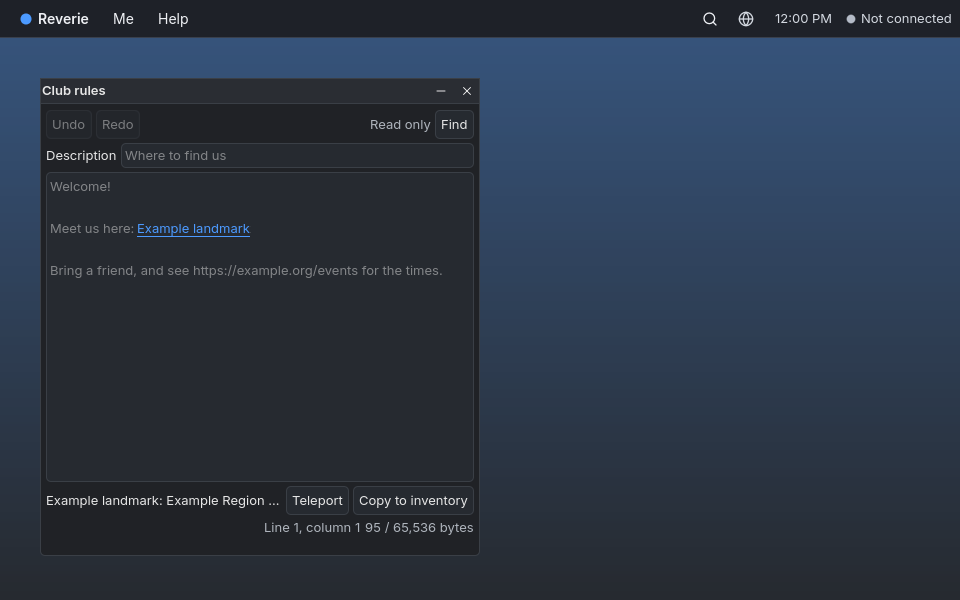 Reverie Me Help 12:00 PM Not connected
Club rules
Undo Redo Read only Find
Description Where to find us
Welcome!
Meet us here: Example landmark
Bring a friend, and see https://example.org/events for the times.
Example landmark: Example Region ... Teleport Copy to inventory
Line 1, column 1 95 / 65,536 bytes